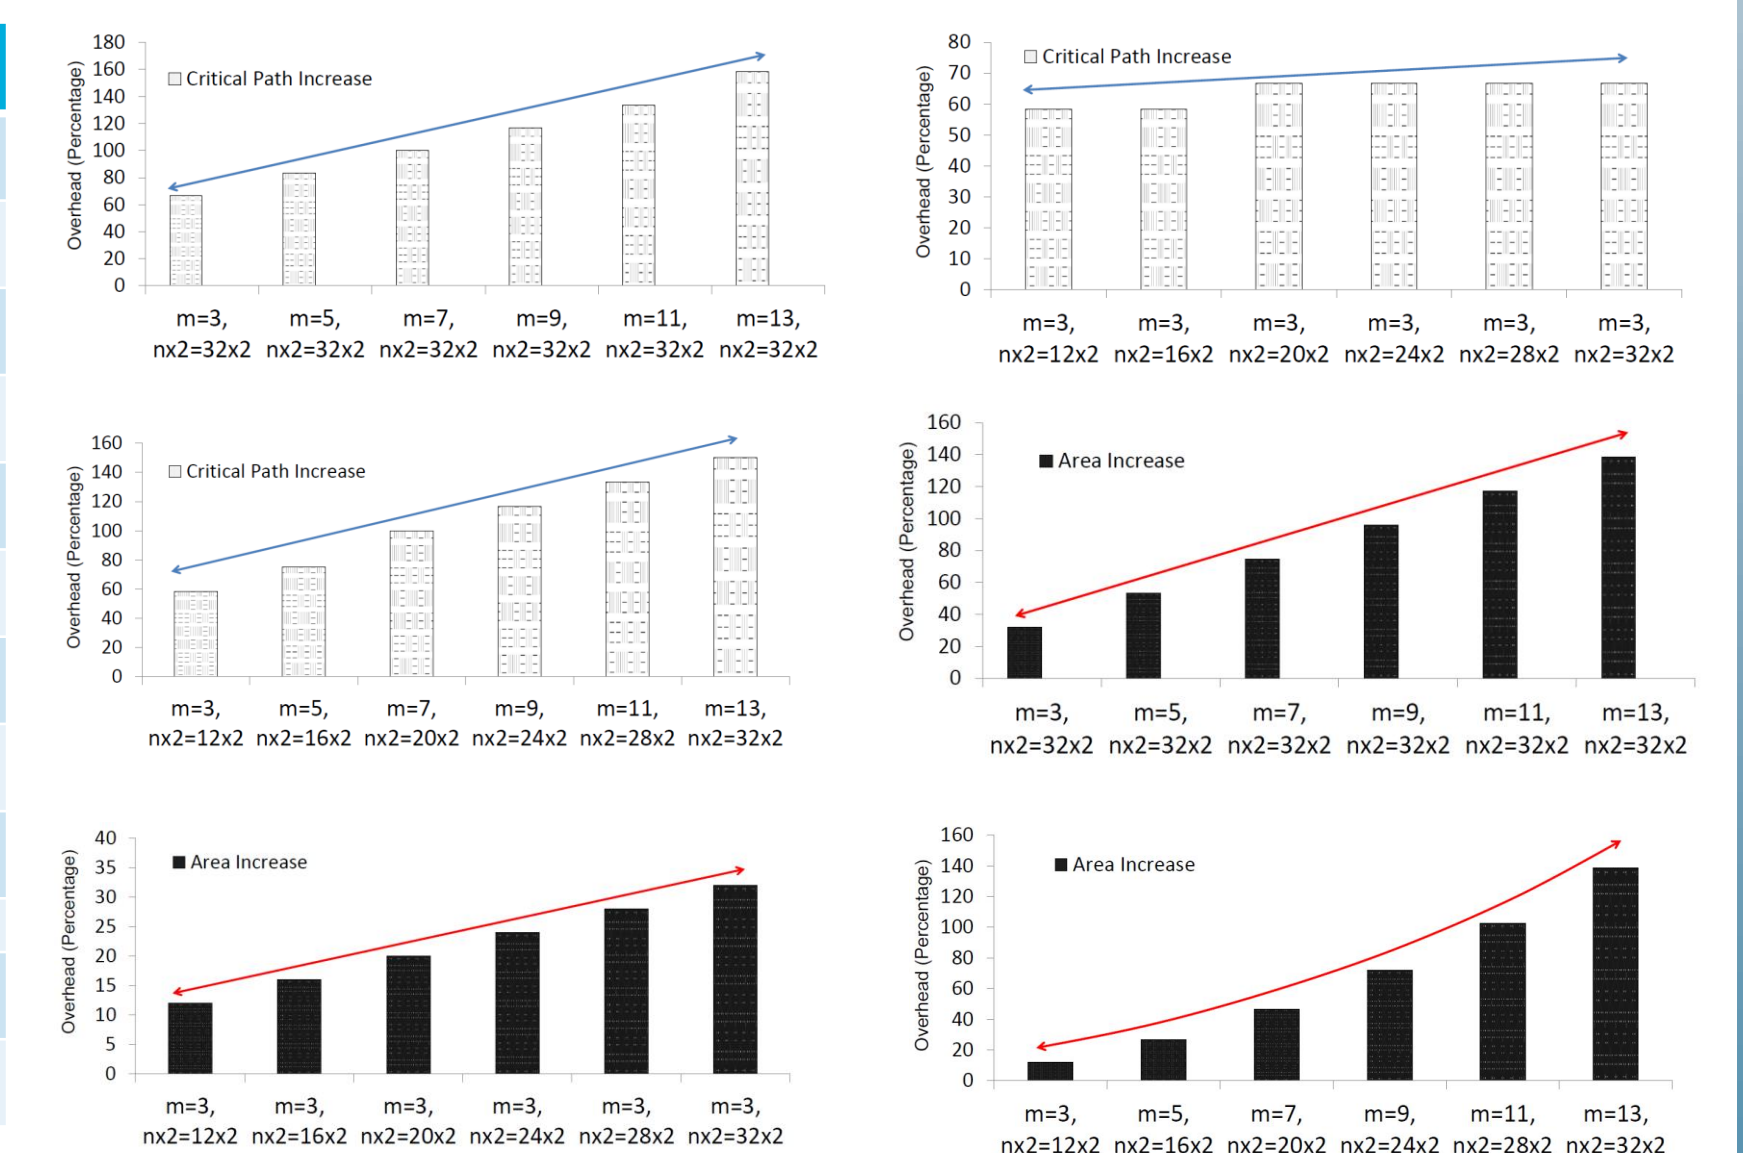 180
160
140
120
100
80
60
40
20
0
Overhead (Percentage)
Critical Path Increase
m=3, m=5, m=7, m=9, m=11, m=13,
nx2=32x2 nx2=32x2 nx2=32x2 nx2=32x2 nx2=32x2 nx2=32x2
80
70
60
50
40
30
20
10
0
Overhead (Percentage)
Critical Path Increase
m=3, m=3, m=3, m=3, m=3, m=3,
nx2=12x2 nx2=16x2 nx2=20x2 nx2=24x2 nx2=28x2 nx2=32x2
160
140
120
100
80
60
40
20
0
Overhead (Percentage)
Critical Path Increase
m=3, m=5, m=7, m=9, m=11, m=13,
nx2=12x2 nx2=16x2 nx2=20x2 nx2=24x2 nx2=28x2 nx2=32x2
160
140
120
100
80
60
40
20
0
Overhead (Percentage)
Area Increase
m=3, m=5, m=7, m=9, m=11, m=13,
nx2=32x2 nx2=32x2 nx2=32x2 nx2=32x2 nx2=32x2 nx2=32x2
40
35
30
25
20
15
10
5
0
Overhead (Percentage)
Area Increase
m=3, m=3, m=3, m=3, m=3, m=3,
nx2=12x2 nx2=16x2 nx2=20x2 nx2=24x2 nx2=28x2 nx2=32x2
160
140
120
100
80
60
40
20
0
Overhead (Percentage)
Area Increase
m=3, m=5, m=7, m=9, m=11, m=13,
nx2=12x2 nx2=16x2 nx2=20x2 nx2=24x2 nx2=28x2 nx2=32x2